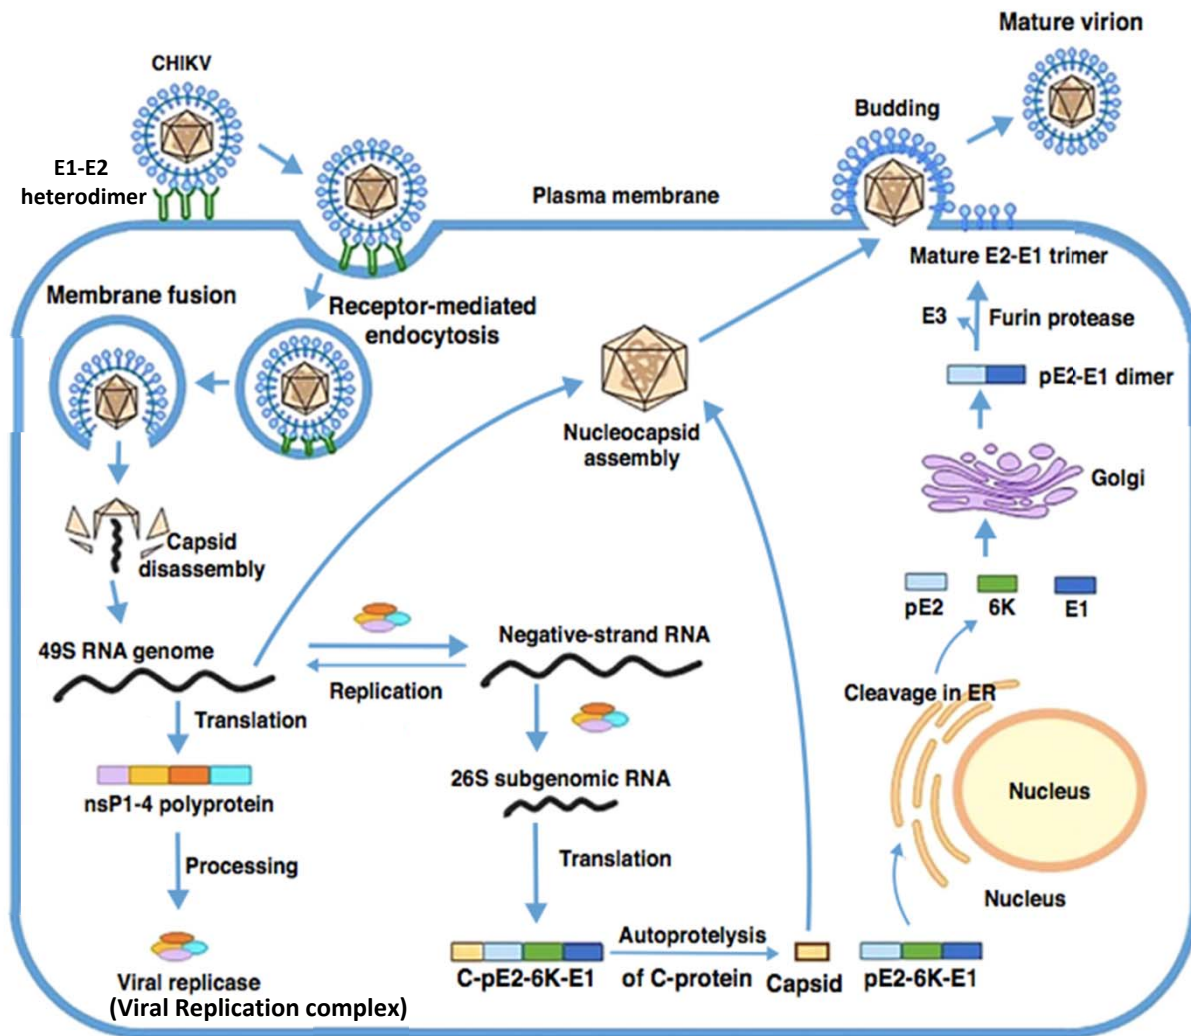 Mature virion
CHIKV
Budding
E1-E2
heterodimer
Plasma membrane
Mature E2-E1 trimer
Membrane fusion
Receptor-mediated
endocytosis
E3
Furin protease
pE2-E1 dimer
Nucleocapsid
assembly
Golgi
Capsid
disassembly
pE2
6K
E1
49S RNA genome
Negative-strand RNA
Replication
Cleavage in ER
Translation
26S subgenomic RNA
nsP1-4 polyprotein
Nucleus
Processing
Translation
Nucleus
Autoprotelysis
of C-protein
C-pE2-6K-E1
Capsid
pE2-6K-E1
Viral replicase
(Viral Replication complex)